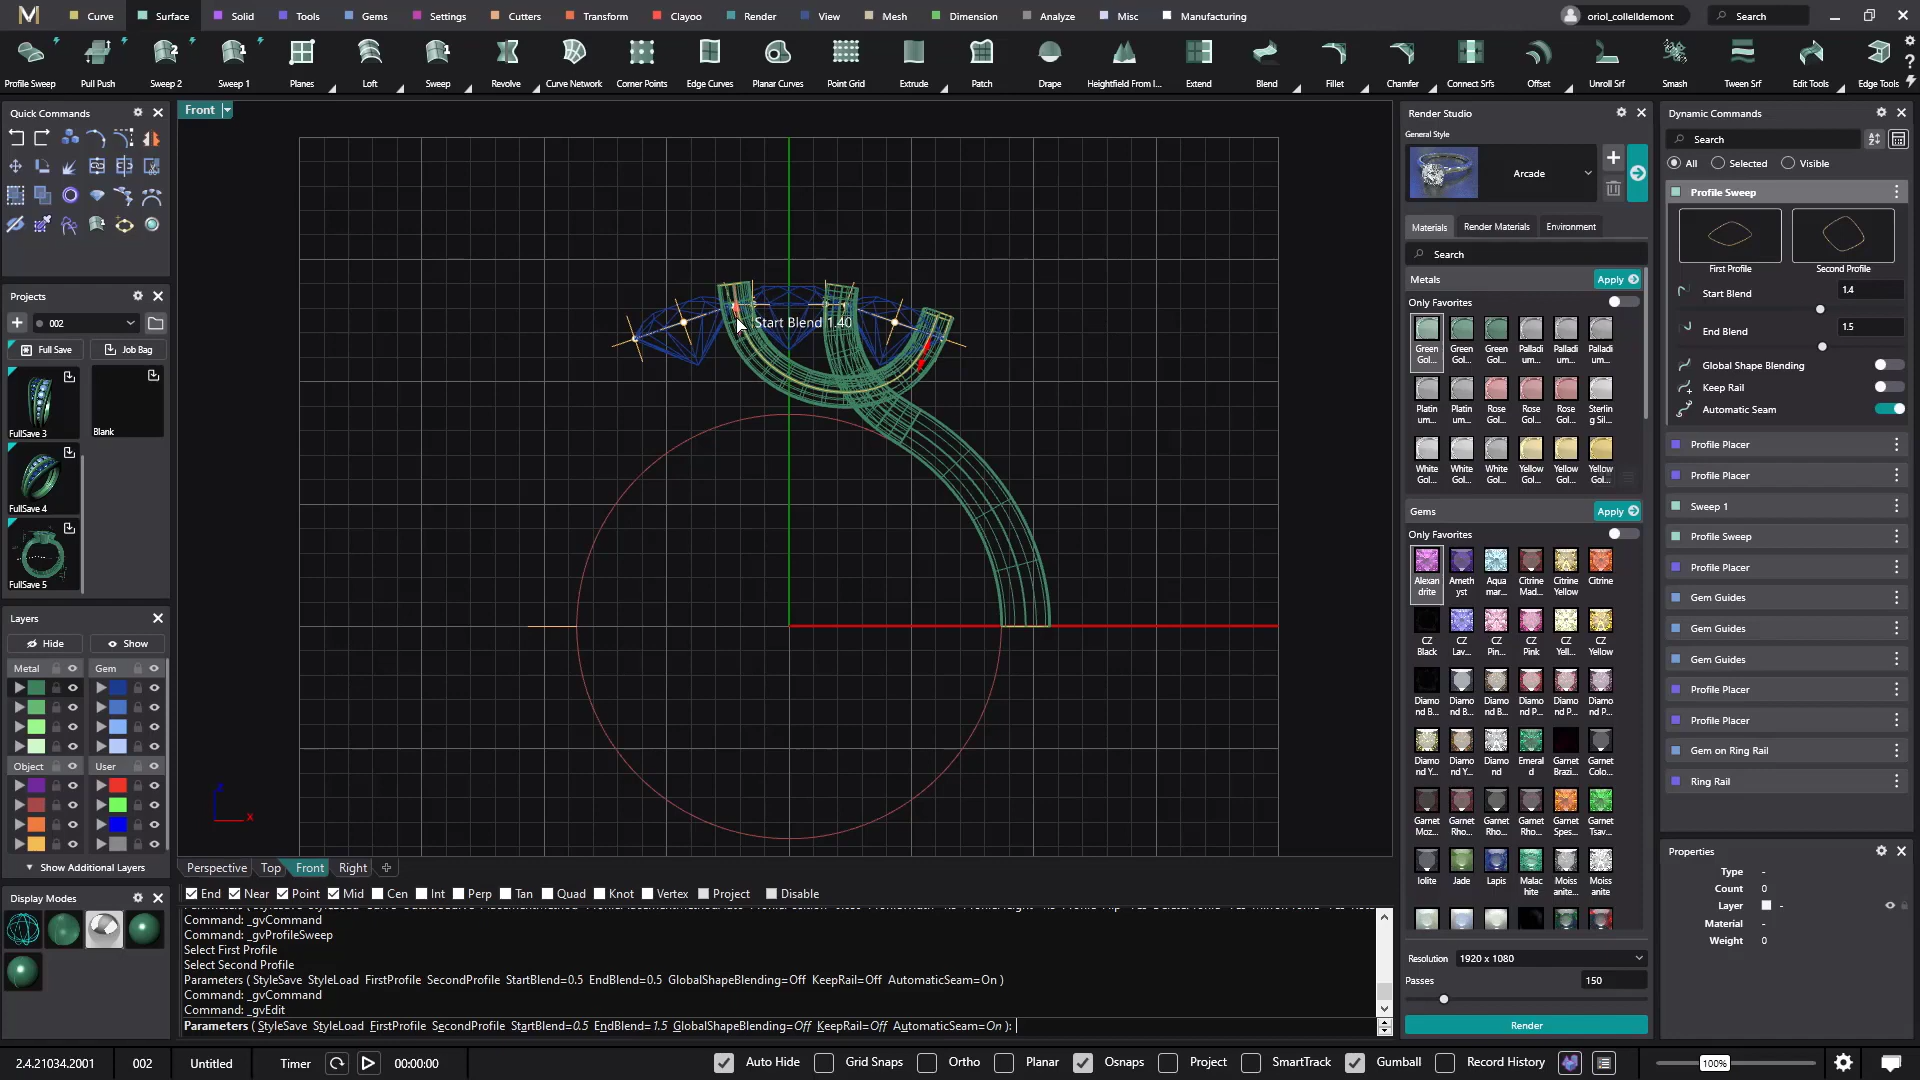 Curve Surface Solid Tools Gems Settings Cutters Transform Clayoo Render View Mesh Dimension Analyze Misc Manufacturing oriol_collelldemont Search
Profile Sweep Pull Push Sweep 2 Sweep 1 Planes Loft Sweep Revolve Curve Network Corner Points Edge Curves Planar Curves Point Grid Extrude Patch Drape Heightfield From I... Extend Blend Fillet Chamfer Connect Srfs Offset Unroll Srf Smash Tween Srf Edit Tools Edge Tools
Quick Commands
Projects
002
Full Save Job Bag
FullSave 3 Blank
FullSave 4
FullSave 5
Layers
Hide Show
Metal Gem
Object User
Show Additional Layers
Display Modes
Front
Start Blend 1.40
z
x
Perspective Top Front Right
End Near Point Mid Cen Int Perp Tan Quad Knot Vertex Project Disable
Command: _gvCommand
Command: _gvProfileSweep
Select First Profile
Select Second Profile
Parameters ( StyleSave StyleLoad FirstProfile SecondProfile StartBlend=0.5 EndBlend=0.5 GlobalShapeBlending=Off KeepRail=Off AutomaticSeam=On )
Command: _gvCommand
Command: _gvEdit
Parameters ( StyleSave StyleLoad FirstProfile SecondProfile StartBlend=0.5 EndBlend=1.5 GlobalShapeBlending=Off KeepRail=Off AutomaticSeam=On ):
Render Studio
General Style
Arcade
Materials Render Materials Environment
Search
Metals Apply
Only Favorites
Green Gol... Green Gol... Green Gol... Palladi um... Palladi um... Palladi um...
Platin um... Platin um... Rose Gol... Rose Gol... Rose Gol... Sterlin g Sil...
White Gol... White Gol... White Gol... Yellow Gol... Yellow Gol... Yellow Gol...
Gems Apply
Only Favorites
Alexan drite Ameth yst Aqua mar... Citrine Mad... Citrine Yellow Citrine
CZ Black CZ Lav... CZ Pin... CZ Pink CZ Yell... CZ Yellow
Diamo nd B... Diamo nd B... Diamo nd B... Diamo nd P... Diamo nd P... Diamo nd P...
Diamo nd Y... Diamo nd Y... Diamo nd Emeral d Garnet Brazi... Garnet Colo...
Garnet Moz... Garnet Rho... Garnet Rho... Garnet Rho... Garnet Spes... Garnet Tsav...
Iolite Jade Lapis Malac hite Moiss anite... Moiss anite
Resolution 1920 x 1080
Passes 150
Render
Dynamic Commands
Search
All Selected Visible
Profile Sweep
First Profile Second Profile
Start Blend 1.4
End Blend 1.5
Global Shape Blending
Keep Rail
Automatic Seam
Profile Placer
Profile Placer
Sweep 1
Profile Sweep
Profile Placer
Gem Guides
Gem Guides
Gem Guides
Profile Placer
Profile Placer
Gem on Ring Rail
Ring Rail
Properties
Type -
Count 0
Layer -
Material -
Weight 0
2.4.21034.2001 002 Untitled Timer 00:00:00 Auto Hide Grid Snaps Ortho Planar Osnaps Project SmartTrack Gumball Record History 100%